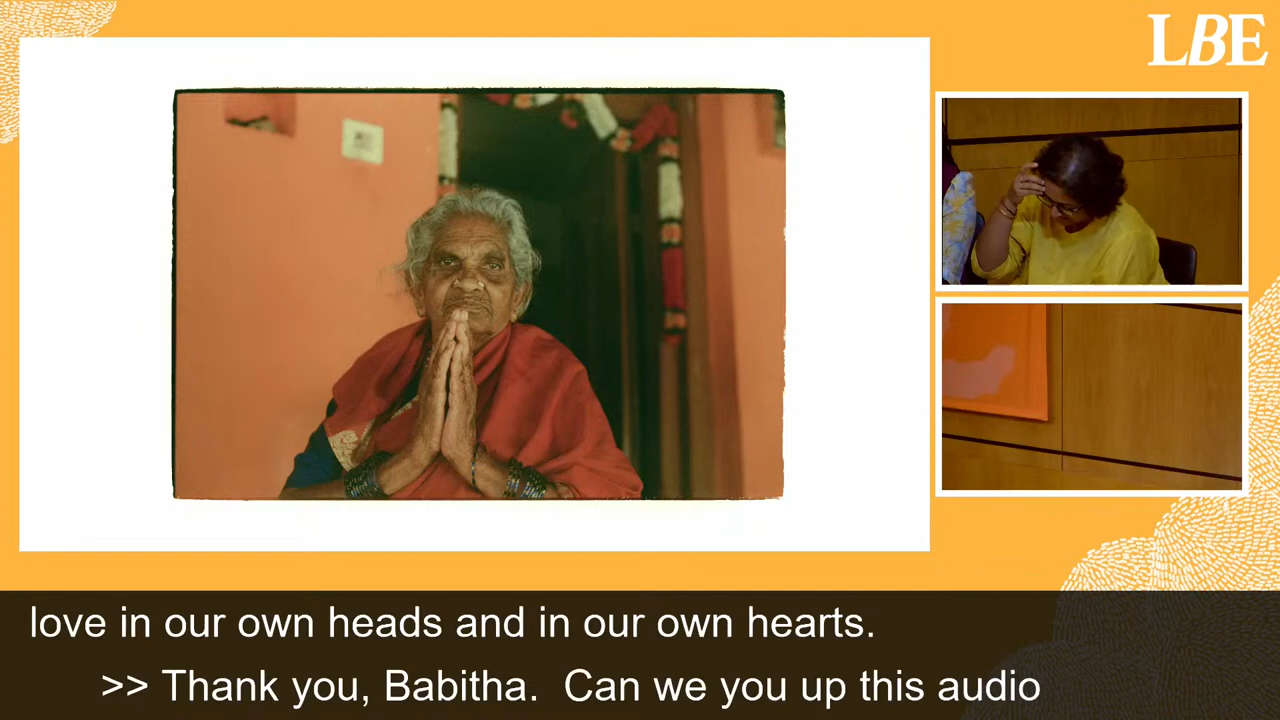 LBE
love in our own heads and in our own hearts.
>> Thank you, Babitha.  Can we you up this audio